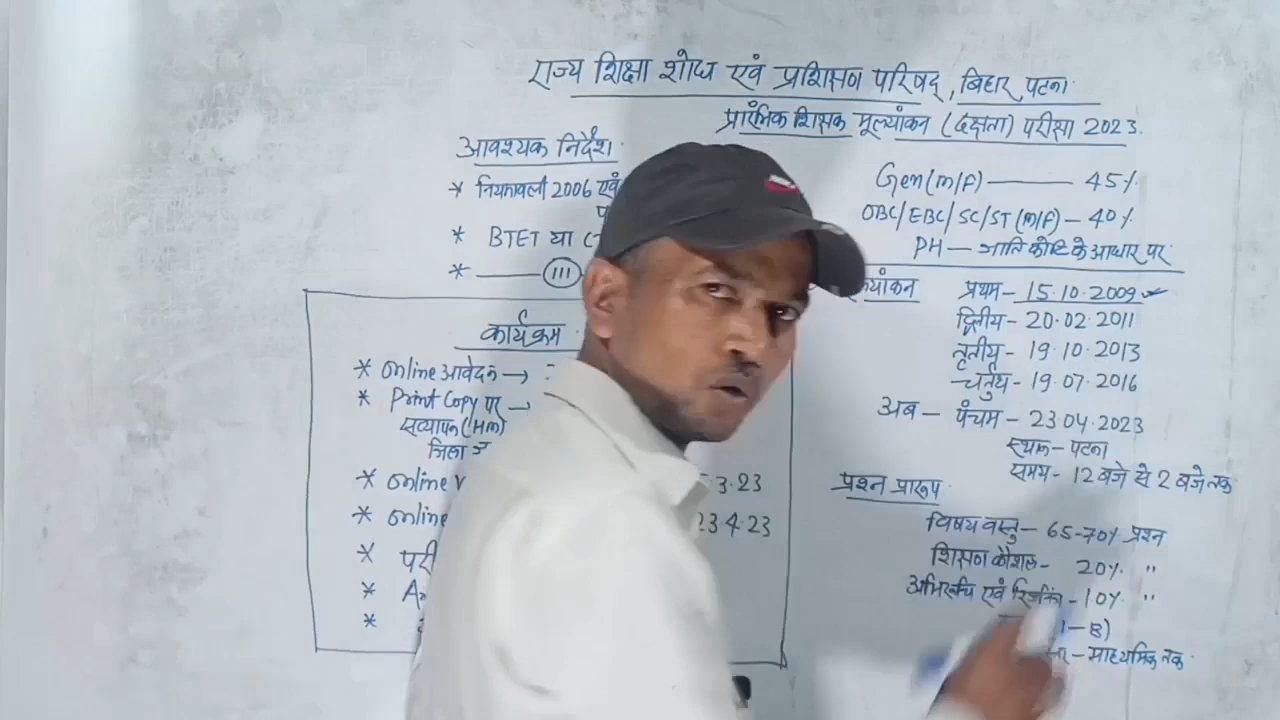 राज्य शिक्षा शोध एवं प्रशिक्षण परिषद्, बिहार, पटना
प्रारंभिक शिक्षक मूल्यांकन (दक्षता) परीक्षा 2023.
आवश्यक निर्देश
* नियमावली 2006 एवं
* BTET या
* ——— (III)
Gen (M/F) ——— 45%
OBC/EBC/SC/ST (M/F) — 40%
PH — जाति कोटि के आधार पर
प्रथम - 15.10.2009
द्वितीय - 20.02.2011
तृतीय - 19.10.2013
चतुर्थ - 19.07.2016
अब — पंचम - 23.04.2023
स्थान - पटना
समय - 12 बजे से 2 बजे तक
कार्यक्रम
* Online आवेदन →
* Print Copy पर →
सत्यापन (HM)
जिला
* Online
3.23
* Online
23.4.23
*
*
*
प्रश्न प्रारूप
विषय वस्तु — 65-70% प्रश्न
शिक्षण कौशल - 20% "
अभिरुचि एवं - 10% "
1-8)
- माध्यमिक तक